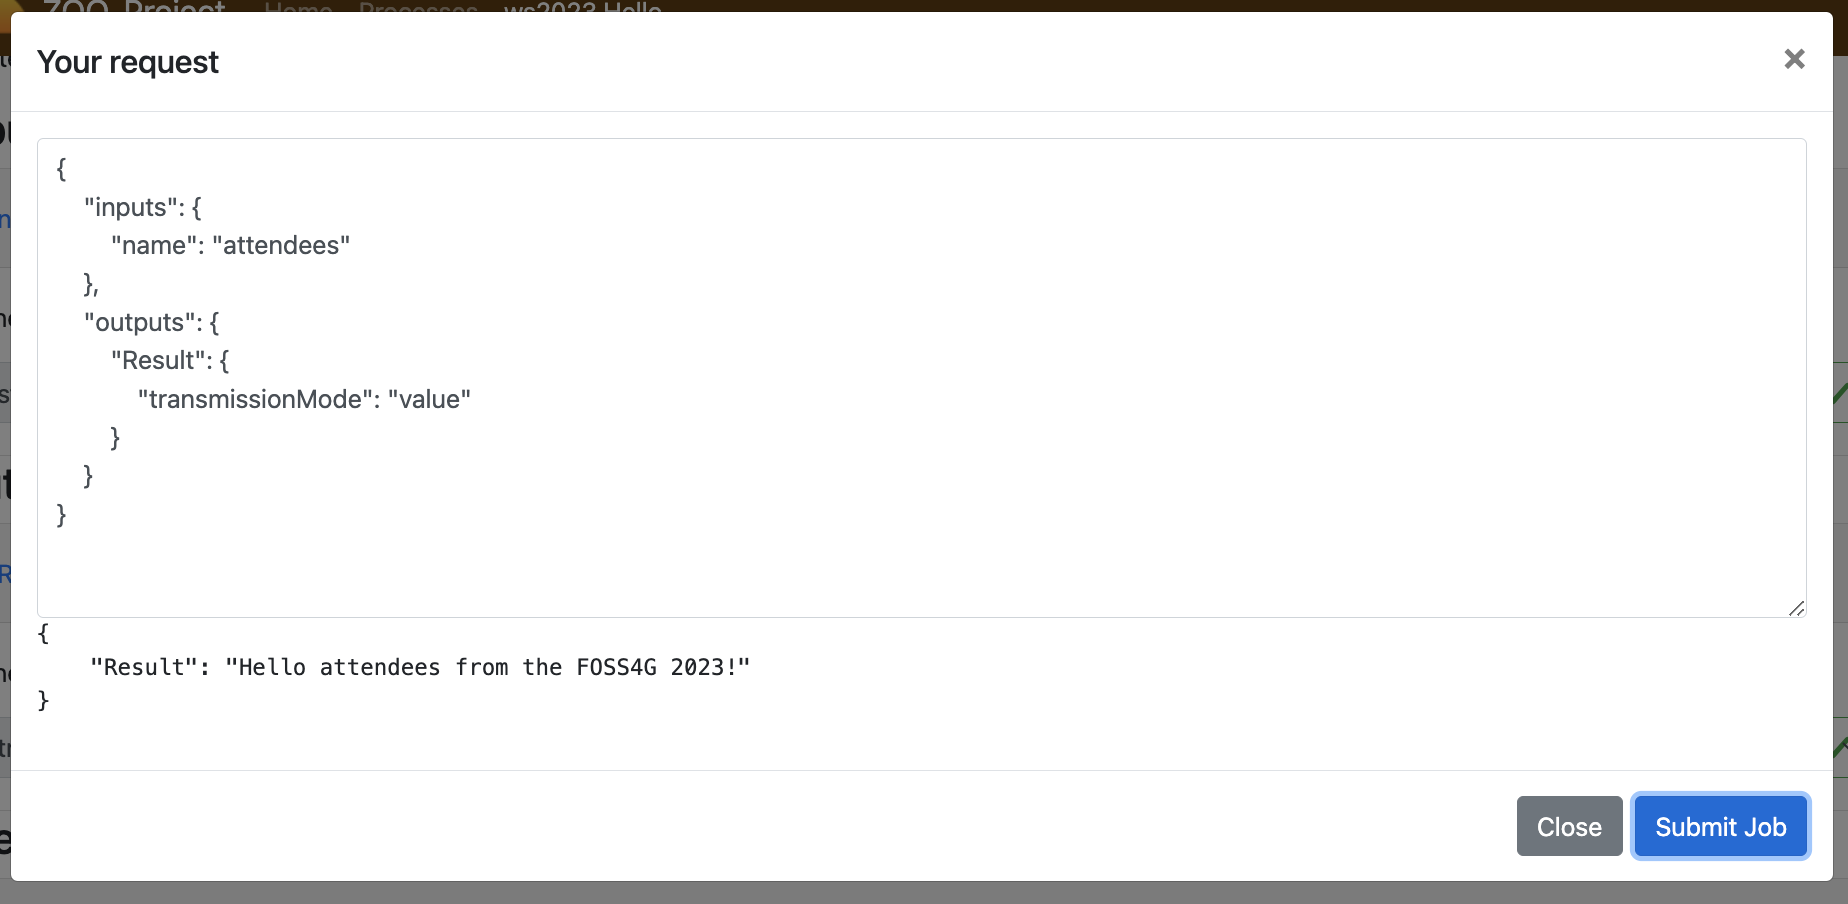 ZOO-Project Home Processes ws2023.Hello
Your request
{
"inputs": {
"name": "attendees"
},
"outputs": {
"Result": {
"transmissionMode": "value"
}
}
}
{
"Result": "Hello attendees from the FOSS4G 2023!"
}
Close Submit Job